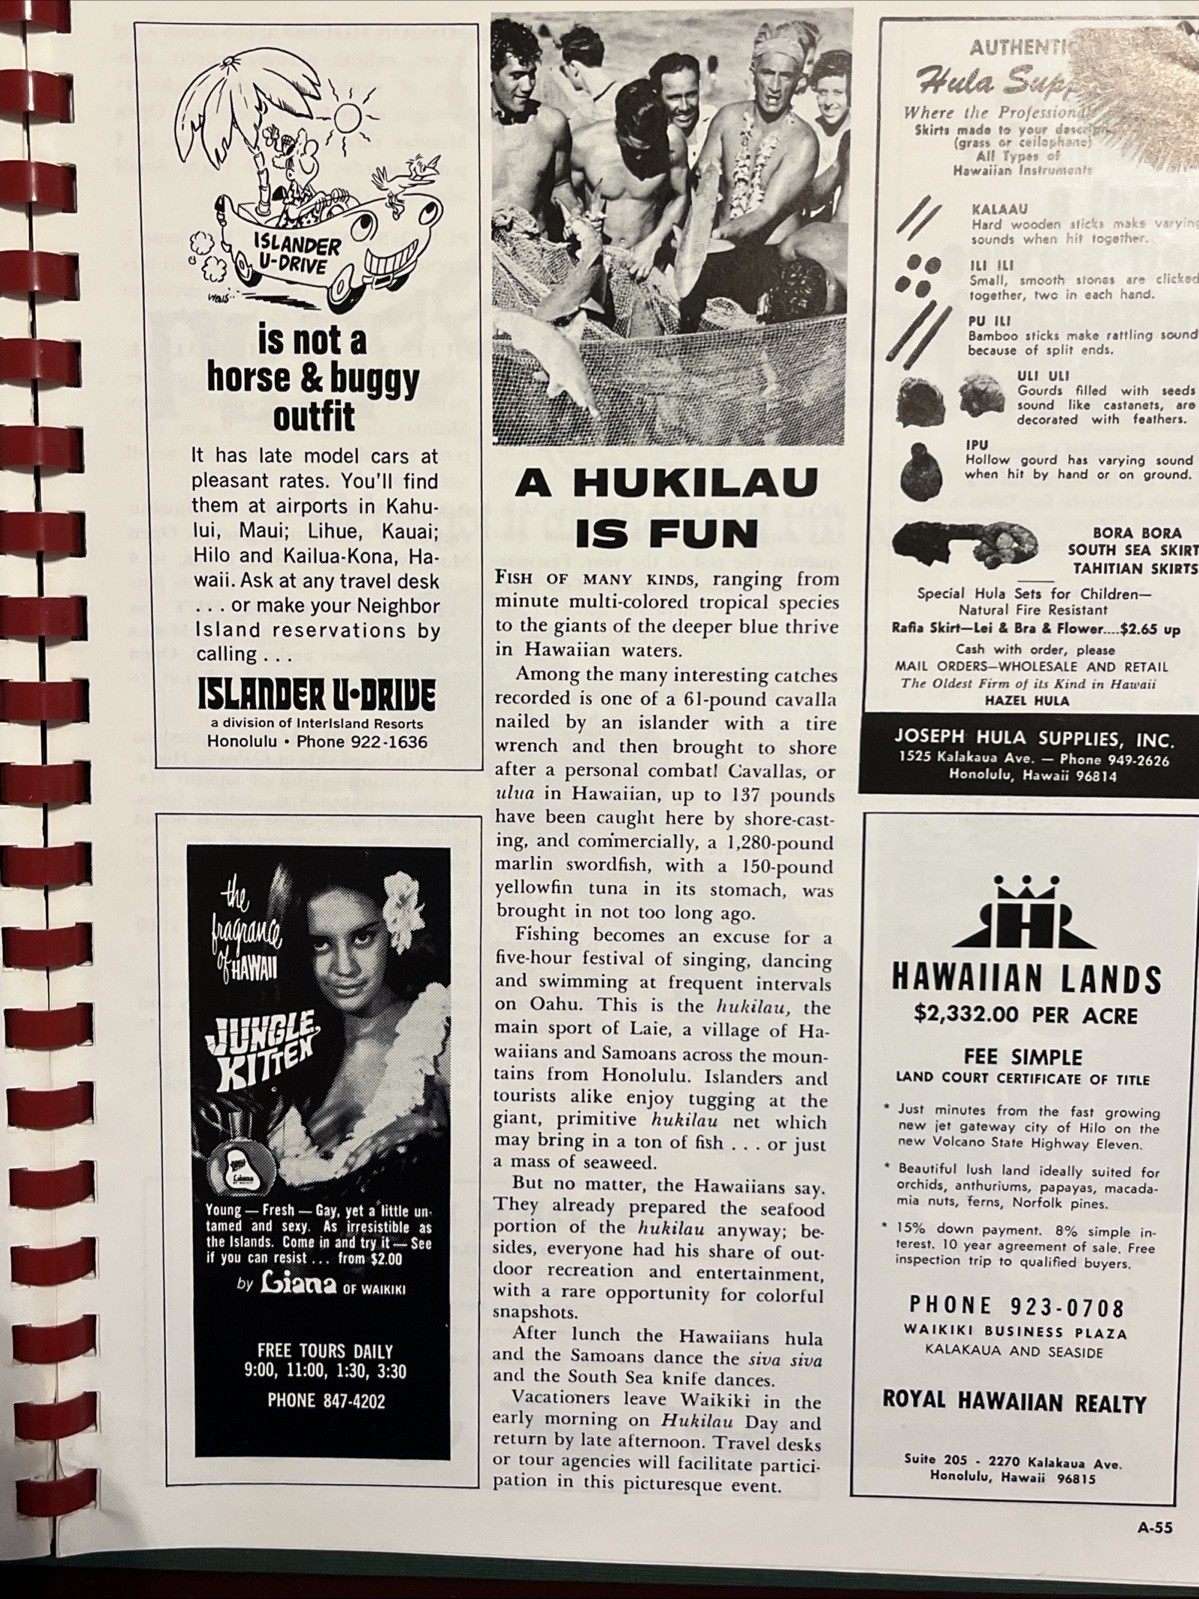 ISLANDER
U-DRIVE
is not a
horse & buggy
outfit
It has late model cars at
pleasant rates. You'll find
them at airports in Kahu-
lui, Maui; Lihue, Kauai;
Hilo and Kailua-Kona, Ha-
waii. Ask at any travel desk
. . . or make your Neighbor
Island reservations by
calling . . .
ISLANDER U•DRIVE
a division of InterIsland Resorts
Honolulu • Phone 922-1636
the
fragrance
of HAWAII
JUNGLE
KITTEN
Young — Fresh — Gay, yet a little un-
tamed and sexy. As irresistible as
the Islands. Come in and try it — See
if you can resist . . . from $2.00
by Liana OF WAIKIKI
FREE TOURS DAILY
9:00, 11:00, 1:30, 3:30
PHONE 847-4202
A HUKILAU
IS FUN
FISH OF MANY KINDS, ranging from
minute multi-colored tropical species
to the giants of the deeper blue thrive
in Hawaiian waters.
Among the many interesting catches
recorded is one of a 61-pound cavalla
nailed by an islander with a tire
wrench and then brought to shore
after a personal combat! Cavallas, or
ulua in Hawaiian, up to 137 pounds
have been caught here by shore-cast-
ing, and commercially, a 1,280-pound
marlin swordfish, with a 150-pound
yellowfin tuna in its stomach, was
brought in not too long ago.
Fishing becomes an excuse for a
five-hour festival of singing, dancing
and swimming at frequent intervals
on Oahu. This is the hukilau, the
main sport of Laie, a village of Ha-
waiians and Samoans across the moun-
tains from Honolulu. Islanders and
tourists alike enjoy tugging at the
giant, primitive hukilau net which
may bring in a ton of fish . . . or just
a mass of seaweed.
But no matter, the Hawaiians say.
They already prepared the seafood
portion of the hukilau anyway; be-
sides, everyone had his share of out-
door recreation and entertainment,
with a rare opportunity for colorful
snapshots.
After lunch the Hawaiians hula
and the Samoans dance the siva siva
and the South Sea knife dances.
Vacationers leave Waikiki in the
early morning on Hukilau Day and
return by late afternoon. Travel desks
or tour agencies will facilitate partici-
pation in this picturesque event.
Hula
Where the
Skirts made to your
(grass or cellophane)
All Types of
Hawaiian Instruments
KALAAU
Hard wooden sticks make varying
sounds when hit together.
ILI ILI
Small, smooth stones are clicked
together, two in each hand.
PU ILI
Bamboo sticks make rattling sound
because of split ends.
ULI ULI
Gourds filled with seeds
sound like castanets, are
decorated with feathers.
IPU
Hollow gourd has varying sound
when hit by hand or on ground.
BORA BORA
SOUTH SEA SKIRT
TAHITIAN SKIRTS
Special Hula Sets for Children—
Natural Fire Resistant
Rafia Skirt—Lei & Bra & Flower....$2.65 up
Cash with order, please
MAIL ORDERS—WHOLESALE AND RETAIL
The Oldest Firm of its Kind in Hawaii
HAZEL HULA
JOSEPH HULA SUPPLIES, INC.
1525 Kalakaua Ave. — Phone 949-2626
Honolulu, Hawaii 96814
HAWAIIAN LANDS
$2,332.00 PER ACRE
FEE SIMPLE
LAND COURT CERTIFICATE OF TITLE
* Just minutes from the fast growing
new jet gateway city of Hilo on the
new Volcano State Highway Eleven.
* Beautiful lush land ideally suited for
orchids, anthuriums, papayas, macada-
mia nuts, ferns, Norfolk pines.
* 15% down payment. 8% simple in-
terest. 10 year agreement of sale. Free
inspection trip to qualified buyers.
PHONE 923-0708
WAIKIKI BUSINESS PLAZA
KALAKAUA AND SEASIDE
ROYAL HAWAIIAN REALTY
Suite 205 - 2270 Kalakaua Ave.
Honolulu, Hawaii 96815
A-55